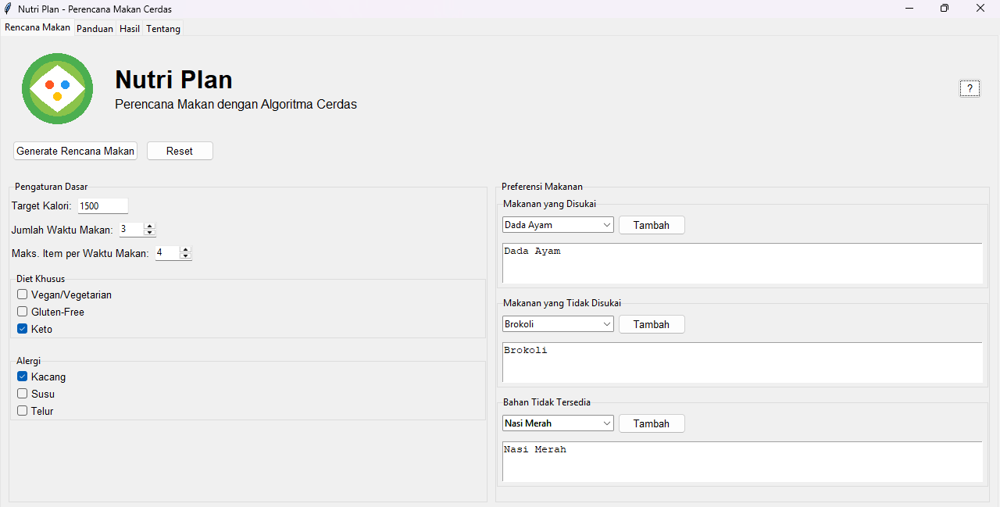 Nutri Plan - Perencana Makan Cerdas
Rencana Makan Panduan Hasil Tentang
Nutri Plan
Perencana Makan dengan Algoritma Cerdas
?
Generate Rencana Makan Reset
Pengaturan Dasar
Target Kalori: 1500
Jumlah Waktu Makan: 3
Maks. Item per Waktu Makan: 4
Diet Khusus
Vegan/Vegetarian
Gluten-Free
Keto
Alergi
Kacang
Susu
Telur
Preferensi Makanan
Makanan yang Disukai
Dada Ayam Tambah
Dada Ayam
Makanan yang Tidak Disukai
Brokoli Tambah
Brokoli
Bahan Tidak Tersedia
Nasi Merah Tambah
Nasi Merah